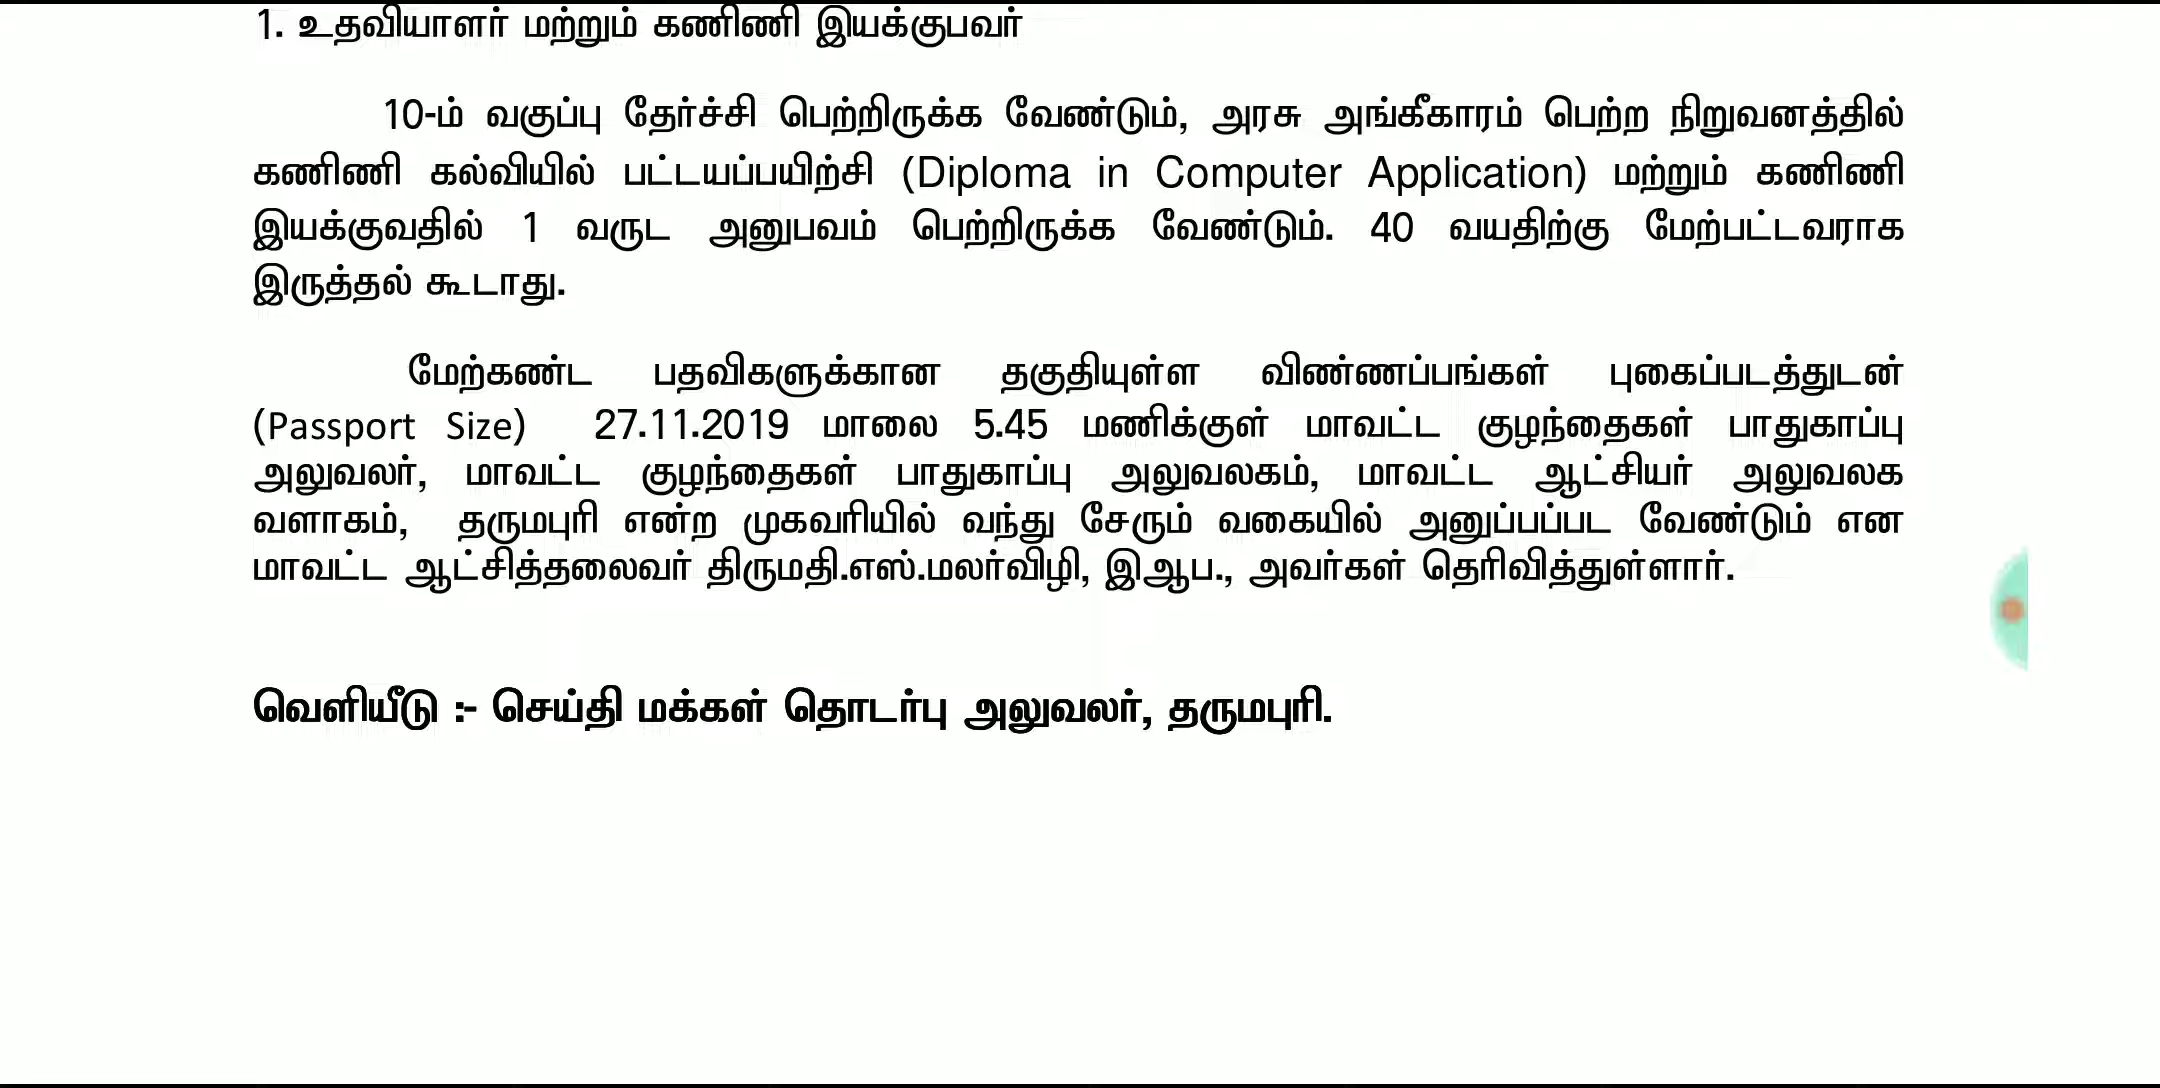 1. உதவியாளர் மற்றும் கணிணி இயக்குபவர்
10-ம் வகுப்பு தேர்ச்சி பெற்றிருக்க வேண்டும், அரசு அங்கீகாரம் பெற்ற நிறுவனத்தில்
கணிணி கல்வியில் பட்டயப்பயிற்சி (Diploma in Computer Application) மற்றும் கணிணி
இயக்குவதில் 1 வருட அனுபவம் பெற்றிருக்க வேண்டும். 40 வயதிற்கு மேற்பட்டவராக
இருத்தல் கூடாது.
மேற்கண்ட பதவிகளுக்கான தகுதியுள்ள விண்ணப்பங்கள் புகைப்படத்துடன்
(Passport Size) 27.11.2019 மாலை 5.45 மணிக்குள் மாவட்ட குழந்தைகள் பாதுகாப்பு
அலுவலர், மாவட்ட குழந்தைகள் பாதுகாப்பு அலுவலகம், மாவட்ட ஆட்சியர் அலுவலக
வளாகம், தருமபுரி என்ற முகவரியில் வந்து சேரும் வகையில் அனுப்பப்பட வேண்டும் என
மாவட்ட ஆட்சித்தலைவர் திருமதி.எஸ்.மலர்விழி, இஆப., அவர்கள் தெரிவித்துள்ளார்.
வெளியீடு :- செய்தி மக்கள் தொடர்பு அலுவலர், தருமபுரி.